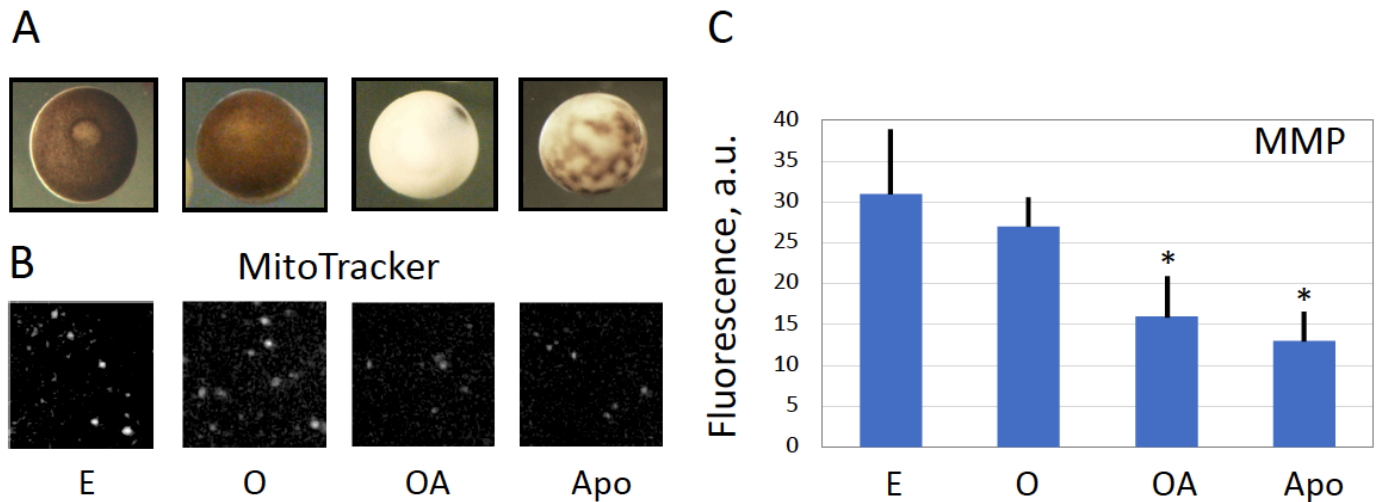 A
B
MitoTracker
E O OA Apo
C
MMP
Fluorescence, a.u.
40
35
30
25
20
15
10
5
0
*
*
E O OA Apo